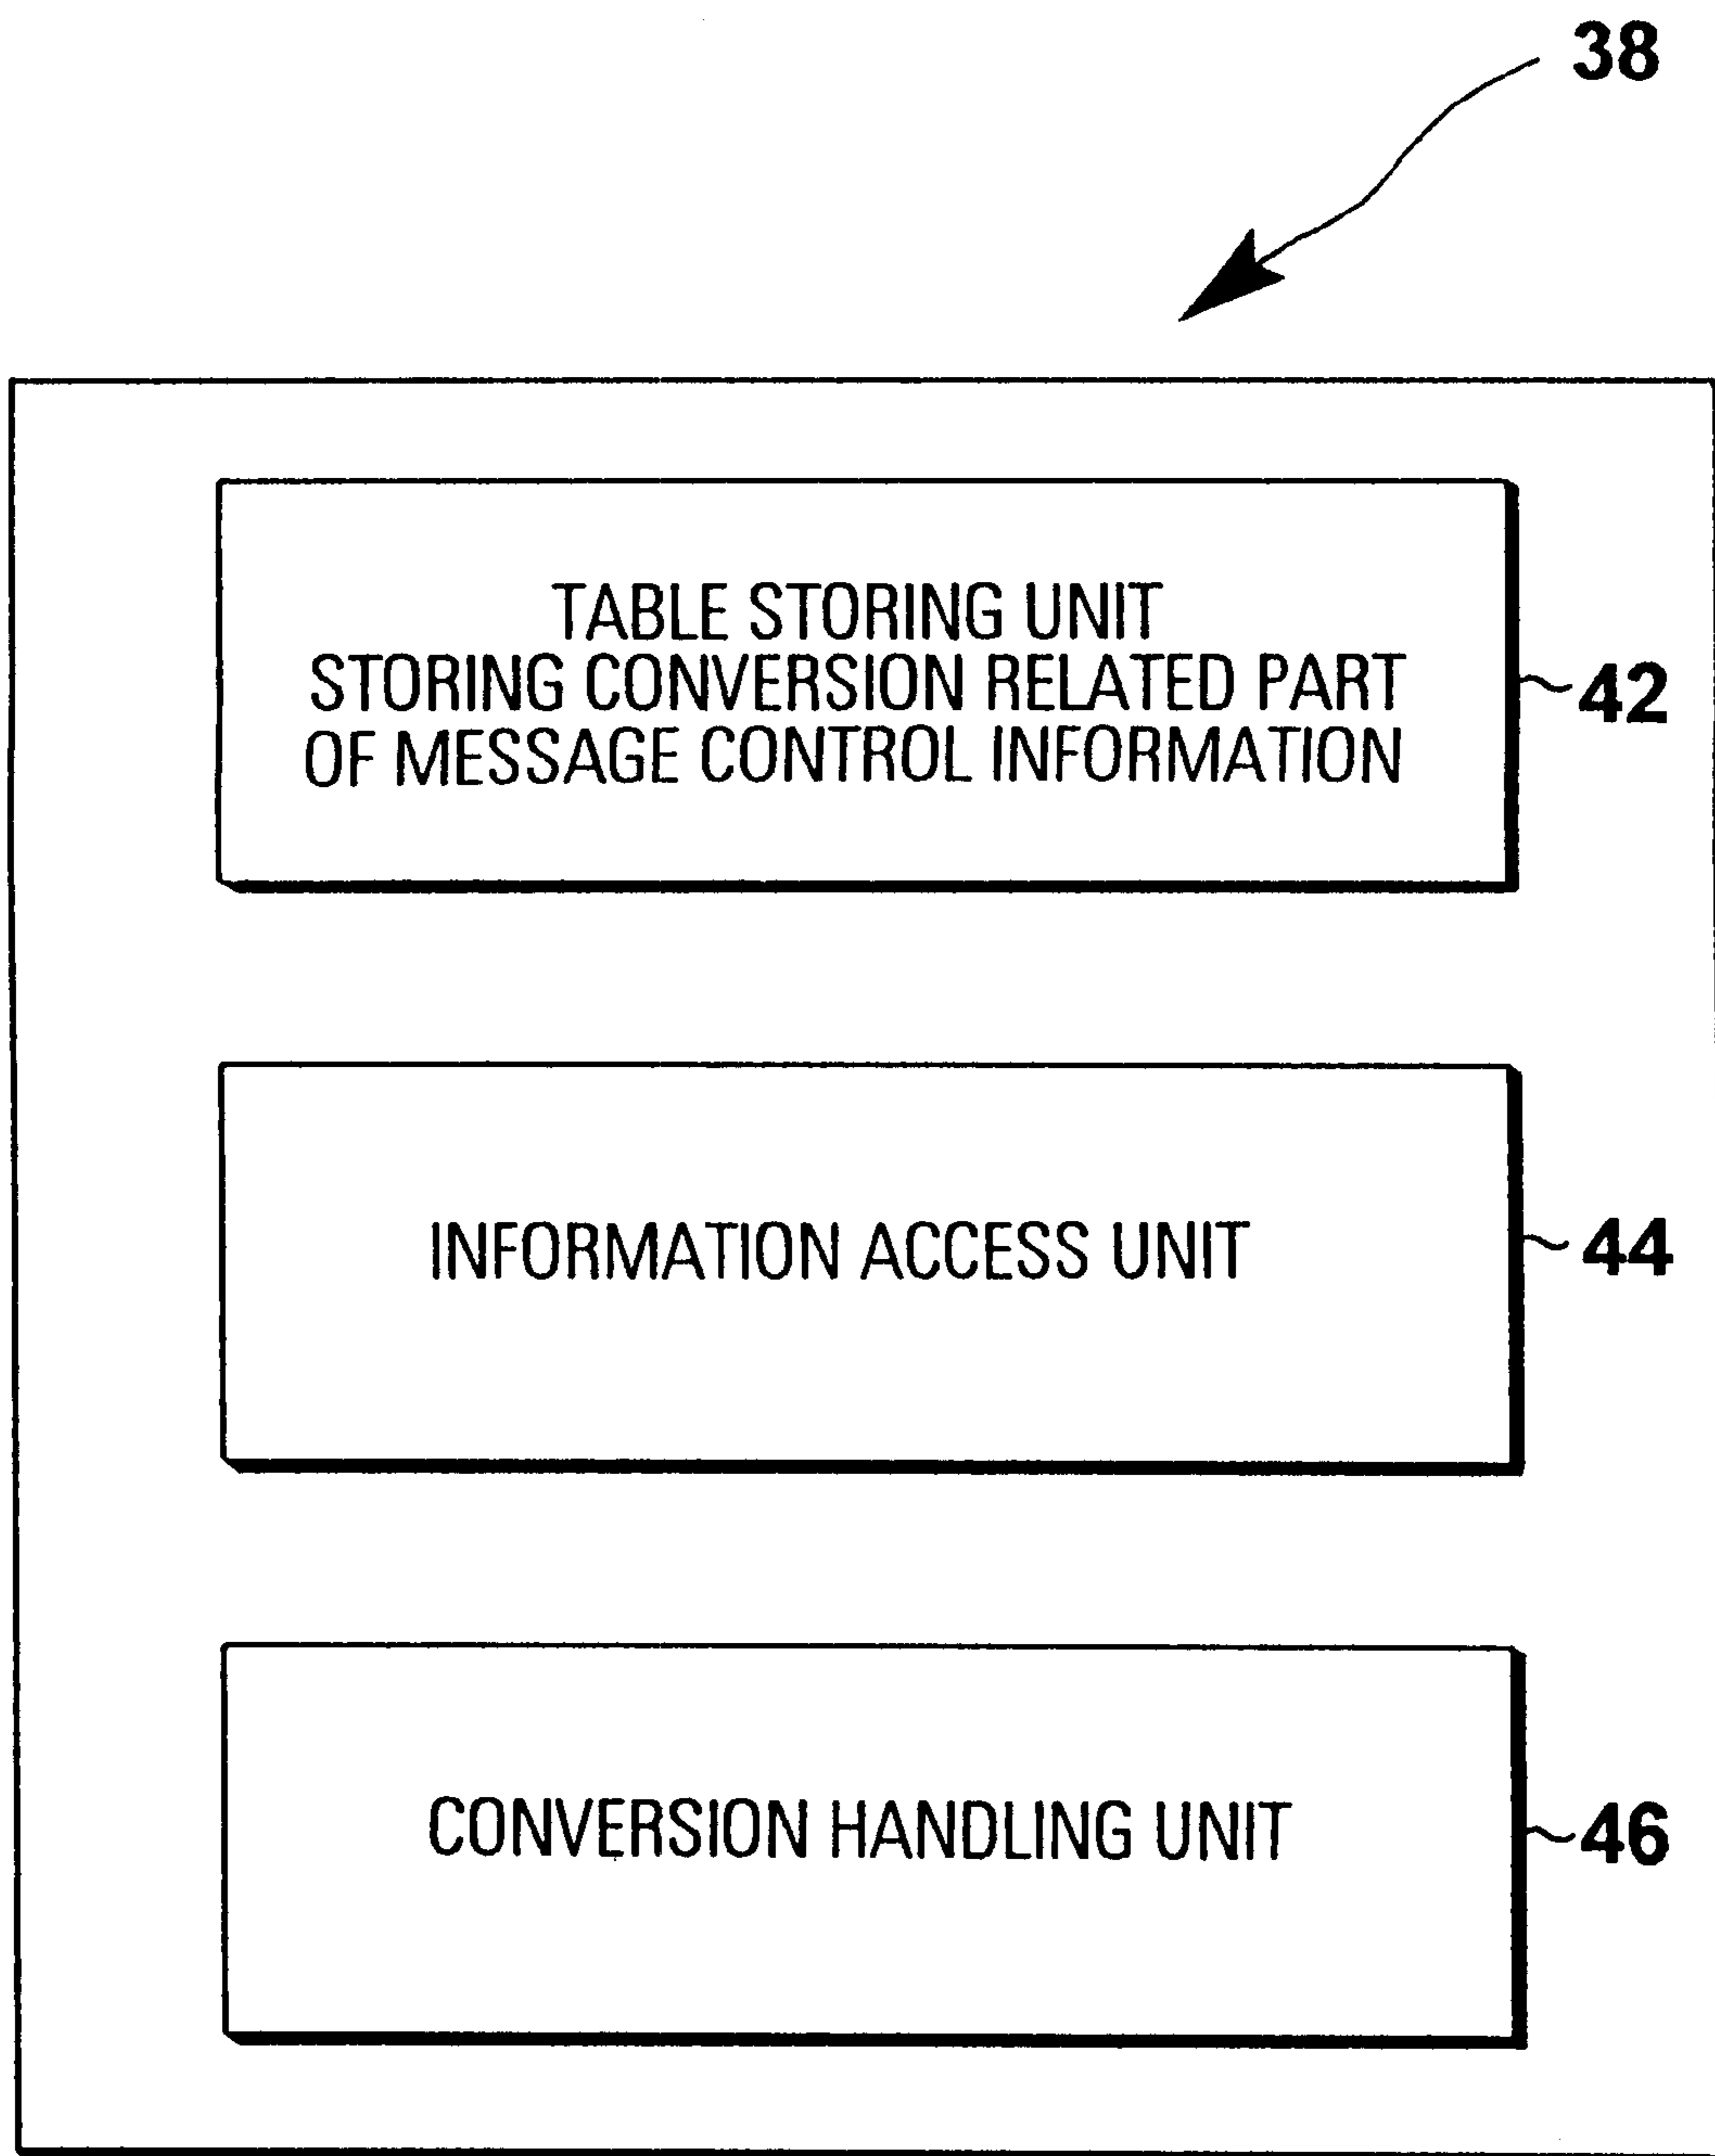 38
TABLE STORING UNIT
STORING CONVERSION RELATED PART
OF MESSAGE CONTROL INFORMATION
42
INFORMATION ACCESS UNIT
44
CONVERSION HANDLING UNIT
46